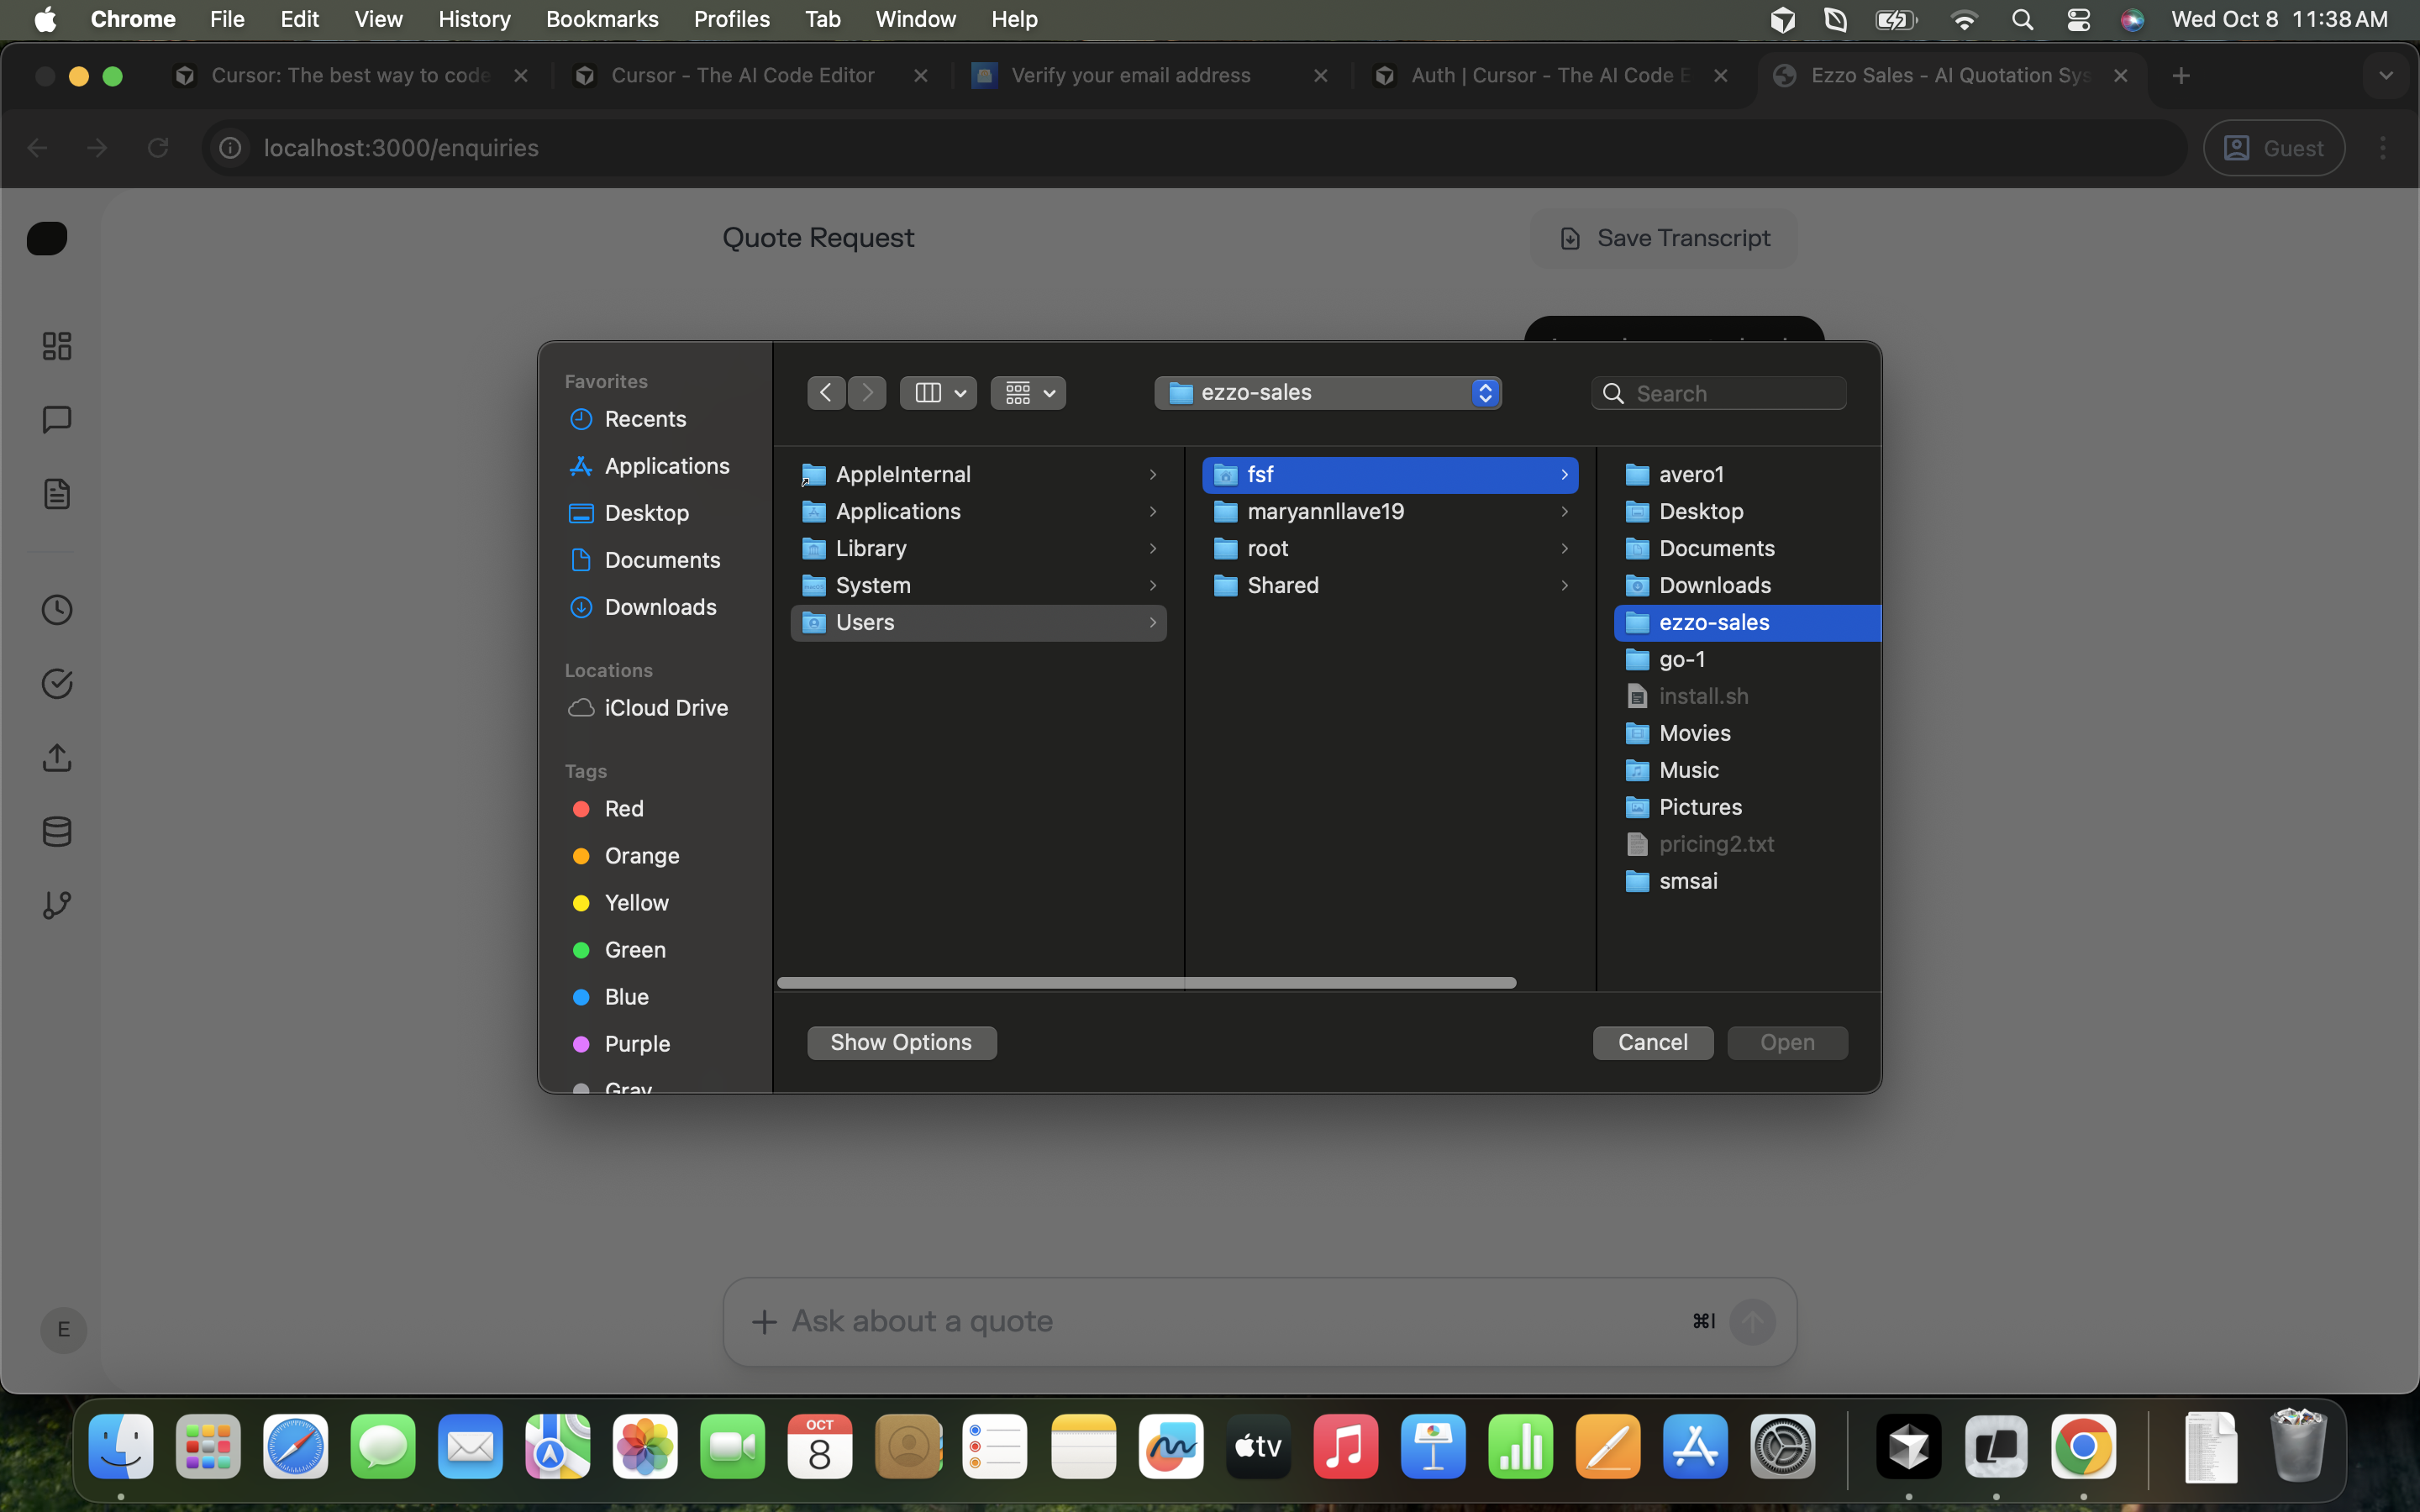 Chrome File Edit View History Bookmarks Profiles Tab Window Help Wed Oct 8 11:38 AM
Cursor: The best way to code Cursor - The AI Code Editor Verify your email address Auth | Cursor - The AI Code E Ezzo Sales - AI Quotation Sys
localhost:3000/enquiries Guest
Quote Request Save Transcript
Favorites
Recents
Applications
Desktop
Documents
Downloads
Locations
iCloud Drive
Tags
Red
Orange
Yellow
Green
Blue
Purple
Gray
ezzo-sales Search
AppleInternal
Applications
Library
System
Users
fsf
maryannllave19
root
Shared
avero1
Desktop
Documents
Downloads
ezzo-sales
go-1
install.sh
Movies
Music
Pictures
pricing2.txt
smsai
Show Options Cancel Open
Ask about a quote ⌘I
E
OCT
8
tv